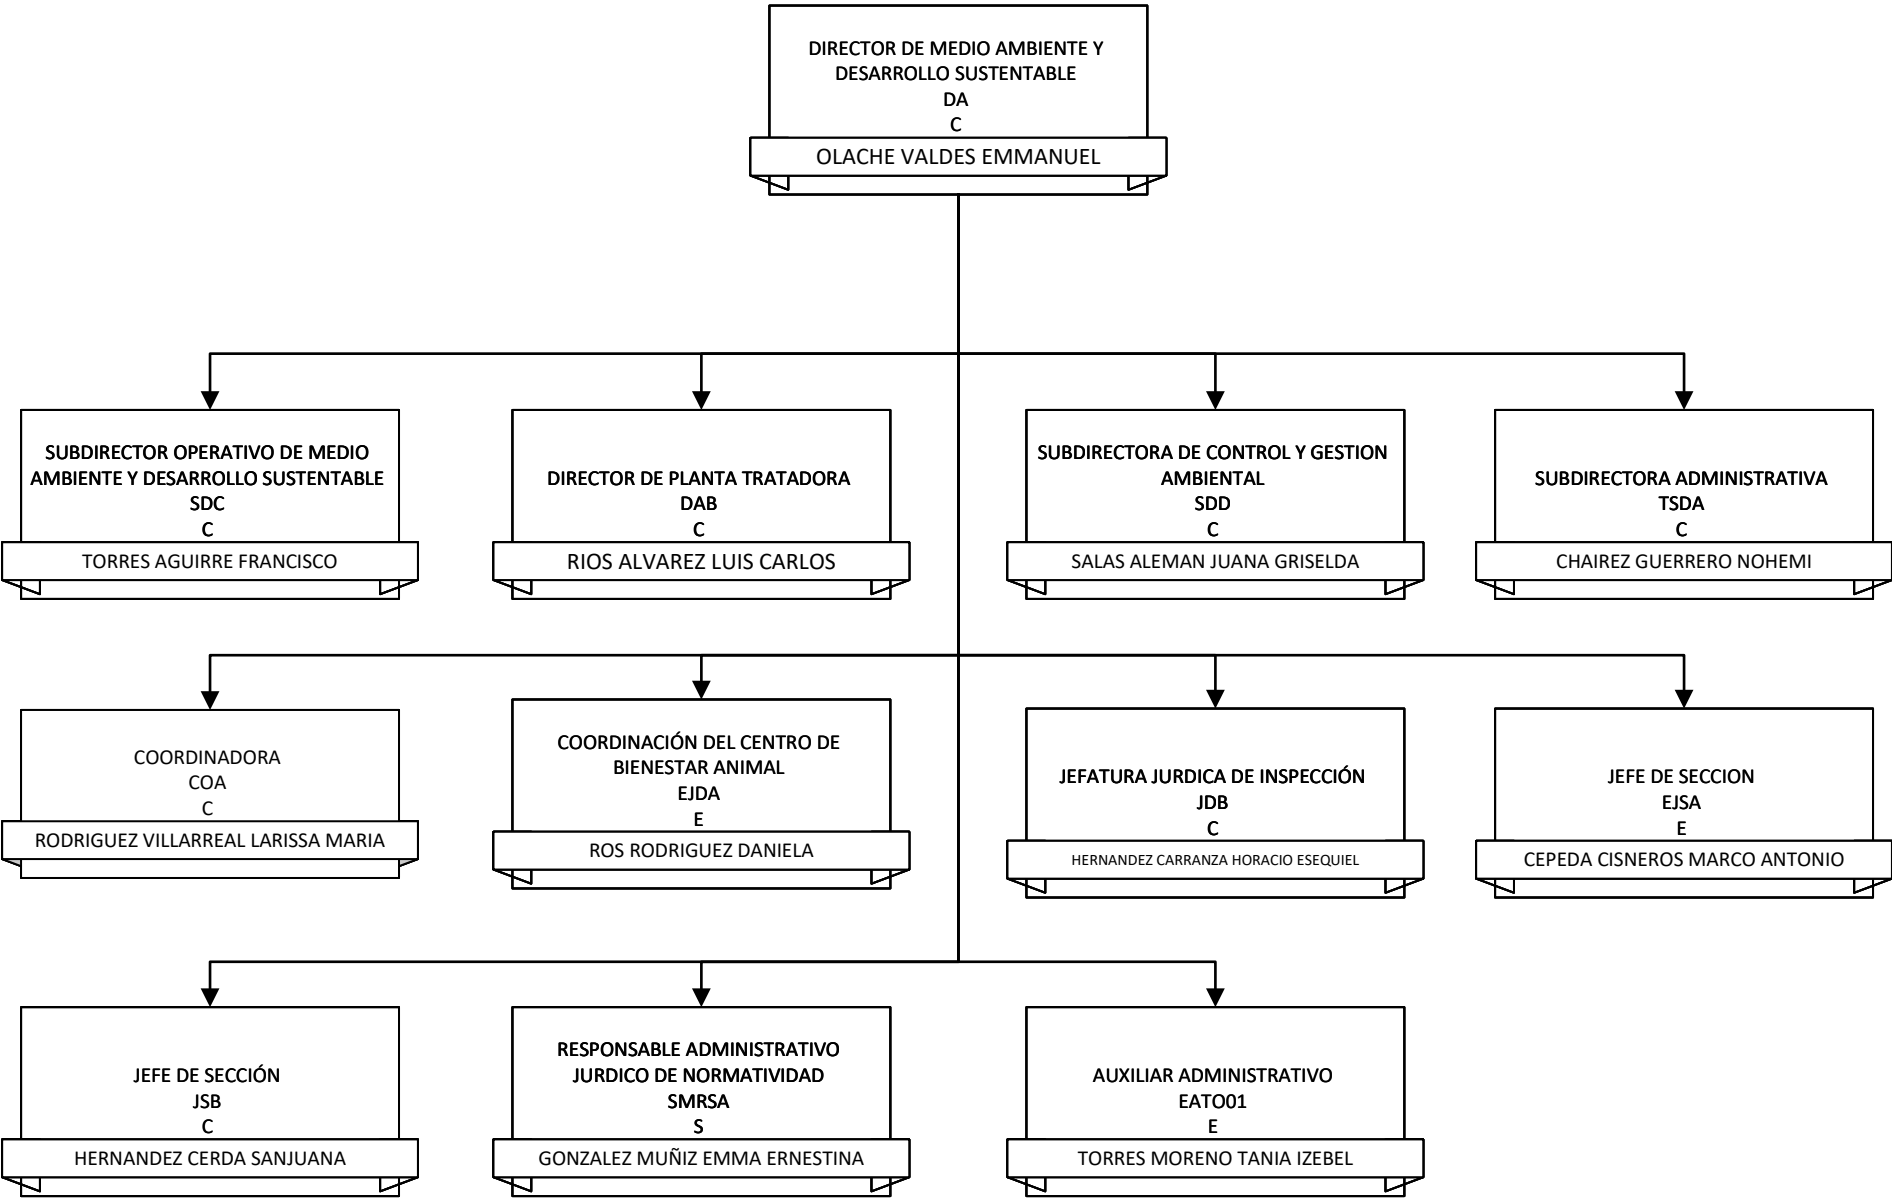 DIRECTOR DE MEDIO AMBIENTE Y
DESARROLLO SUSTENTABLE
DA
C
OLACHE VALDES EMMANUEL
SUBDIRECTOR OPERATIVO DE MEDIO
AMBIENTE Y DESARROLLO SUSTENTABLE
SDC
C
TORRES AGUIRRE FRANCISCO
DIRECTOR DE PLANTA TRATADORA
DAB
C
RIOS ALVAREZ LUIS CARLOS
SUBDIRECTORA DE CONTROL Y GESTION
AMBIENTAL
SDD
C
SALAS ALEMAN JUANA GRISELDA
SUBDIRECTORA ADMINISTRATIVA
TSDA
C
CHAIREZ GUERRERO NOHEMI
COORDINADORA
COA
C
RODRIGUEZ VILLARREAL LARISSA MARIA
COORDINACIÓN DEL CENTRO DE
BIENESTAR ANIMAL
EJDA
E
ROS RODRIGUEZ DANIELA
JEFATURA JURDICA DE INSPECCIÓN
JDB
C
HERNANDEZ CARRANZA HORACIO ESEQUIEL
JEFE DE SECCION
EJSA
E
CEPEDA CISNEROS MARCO ANTONIO
JEFE DE SECCIÓN
JSB
C
HERNANDEZ CERDA SANJUANA
RESPONSABLE ADMINISTRATIVO
JURDICO DE NORMATIVIDAD
SMRSA
S
GONZALEZ MUÑIZ EMMA ERNESTINA
AUXILIAR ADMINISTRATIVO
EATO01
E
TORRES MORENO TANIA IZEBEL